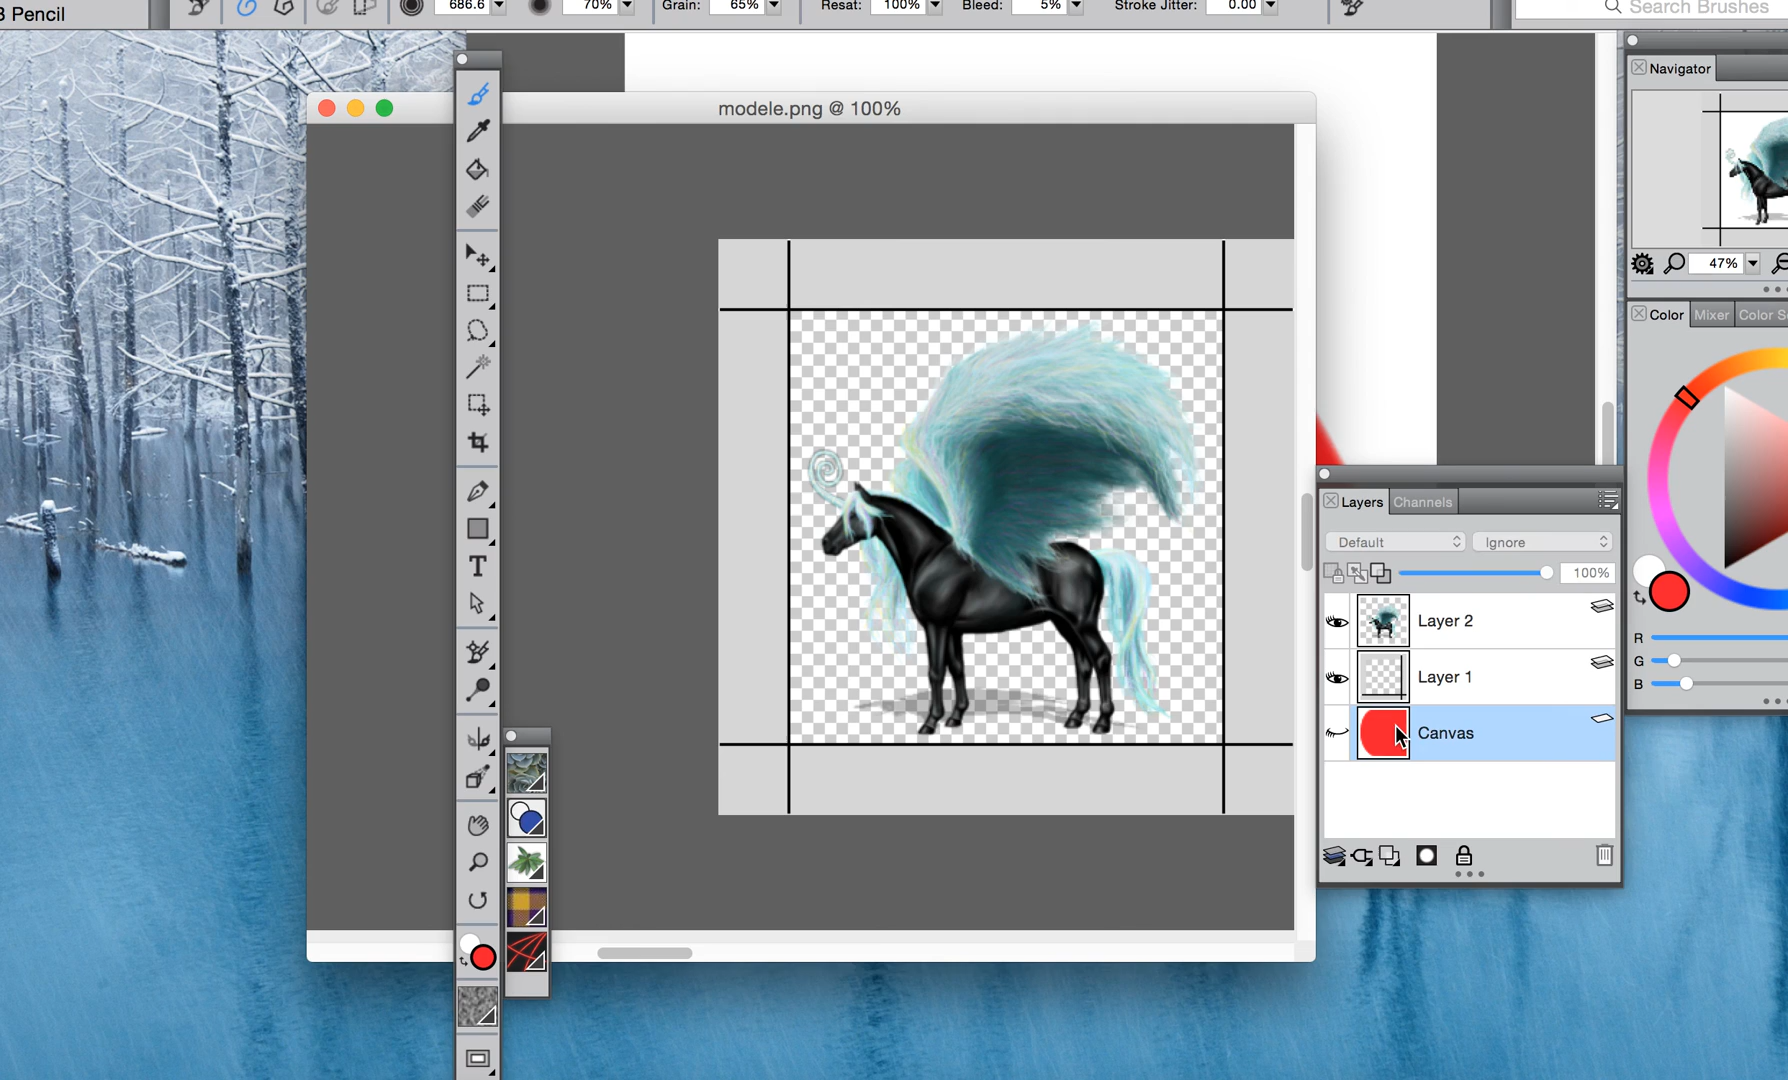 B Pencil
686.6
70%
Grain: 65%
Resat: 100%
Bleed: 5%
Stroke Jitter: 0.00
Search Brushes
modele.png @ 100%
Navigator
47%
Color Mixer Color S
R
G
B
Layers Channels
Default Ignore
100%
Layer 2
Layer 1
Canvas
T